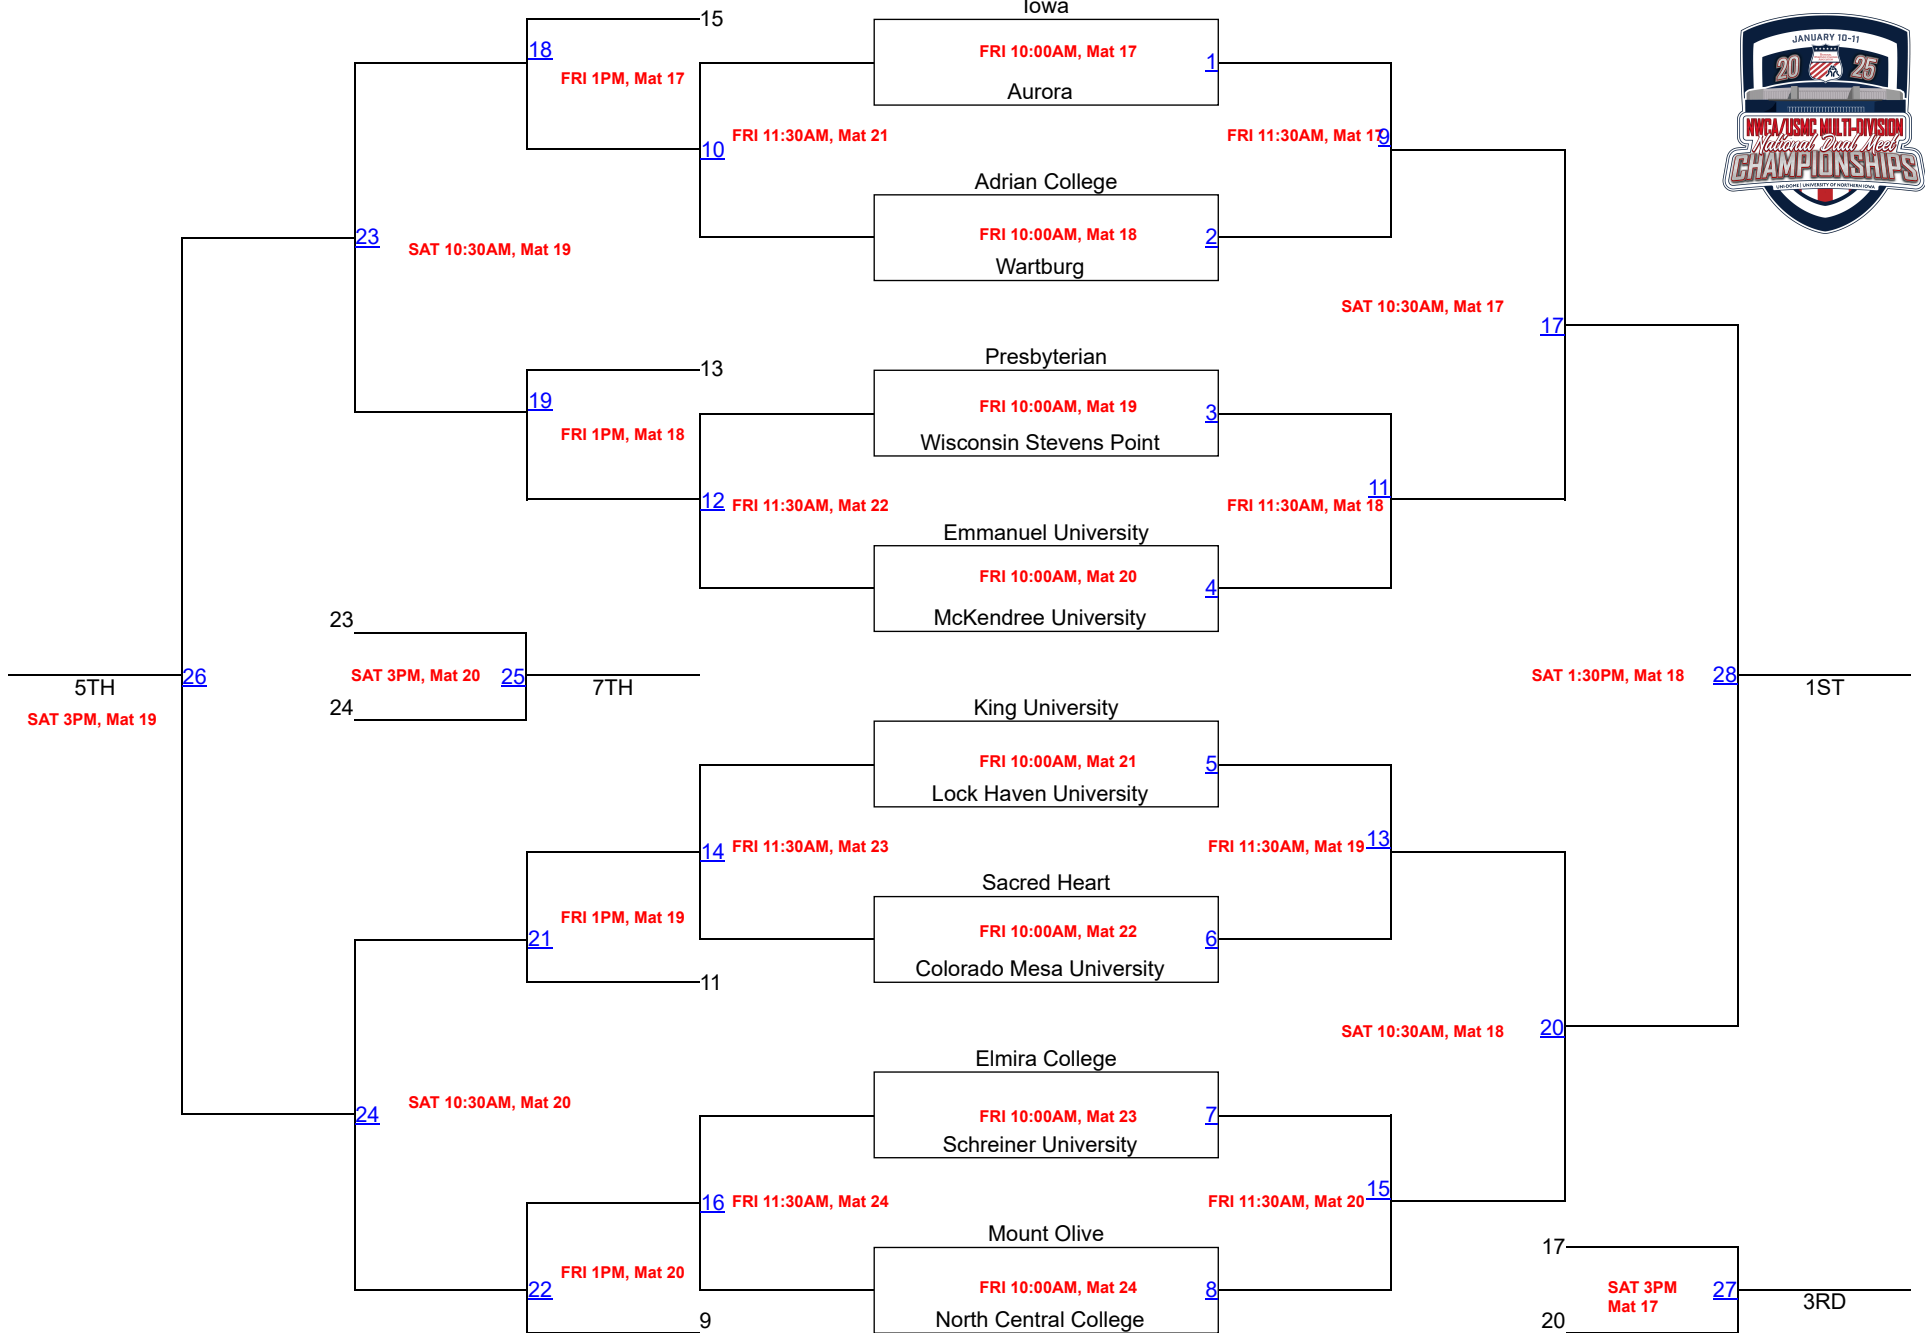 Iowa
15
JANUARY 10-11
20 25
NWCA/USMC MULTI-DIVISION
National Dual Meet
CHAMPIONSHIPS
UNI-DOME | UNIVERSITY OF NORTHERN IOWA
18
FRI 10:00AM, Mat 17
1
FRI 1PM, Mat 17
Aurora
10
FRI 11:30AM, Mat 21
FRI 11:30AM, Mat 17
9
Adrian College
23
SAT 10:30AM, Mat 19
FRI 10:00AM, Mat 18
2
Wartburg
SAT 10:30AM, Mat 17
17
Presbyterian
13
19
FRI 10:00AM, Mat 19
3
FRI 1PM, Mat 18
Wisconsin Stevens Point
12
FRI 11:30AM, Mat 22
FRI 11:30AM, Mat 18
11
Emmanuel University
FRI 10:00AM, Mat 20
4
McKendree University
23
26
SAT 3PM, Mat 20
25
SAT 1:30PM, Mat 18
28
5TH
7TH
1ST
24
SAT 3PM, Mat 19
King University
FRI 10:00AM, Mat 21
5
Lock Haven University
14
FRI 11:30AM, Mat 23
FRI 11:30AM, Mat 19
13
Sacred Heart
21
FRI 1PM, Mat 19
FRI 10:00AM, Mat 22
6
Colorado Mesa University
11
SAT 10:30AM, Mat 18
20
Elmira College
24
SAT 10:30AM, Mat 20
FRI 10:00AM, Mat 23
7
Schreiner University
16
FRI 11:30AM, Mat 24
FRI 11:30AM, Mat 20
15
Mount Olive
17
22
FRI 1PM, Mat 20
FRI 10:00AM, Mat 24
8
SAT 3PM
Mat 17
27
3RD
9
North Central College
20